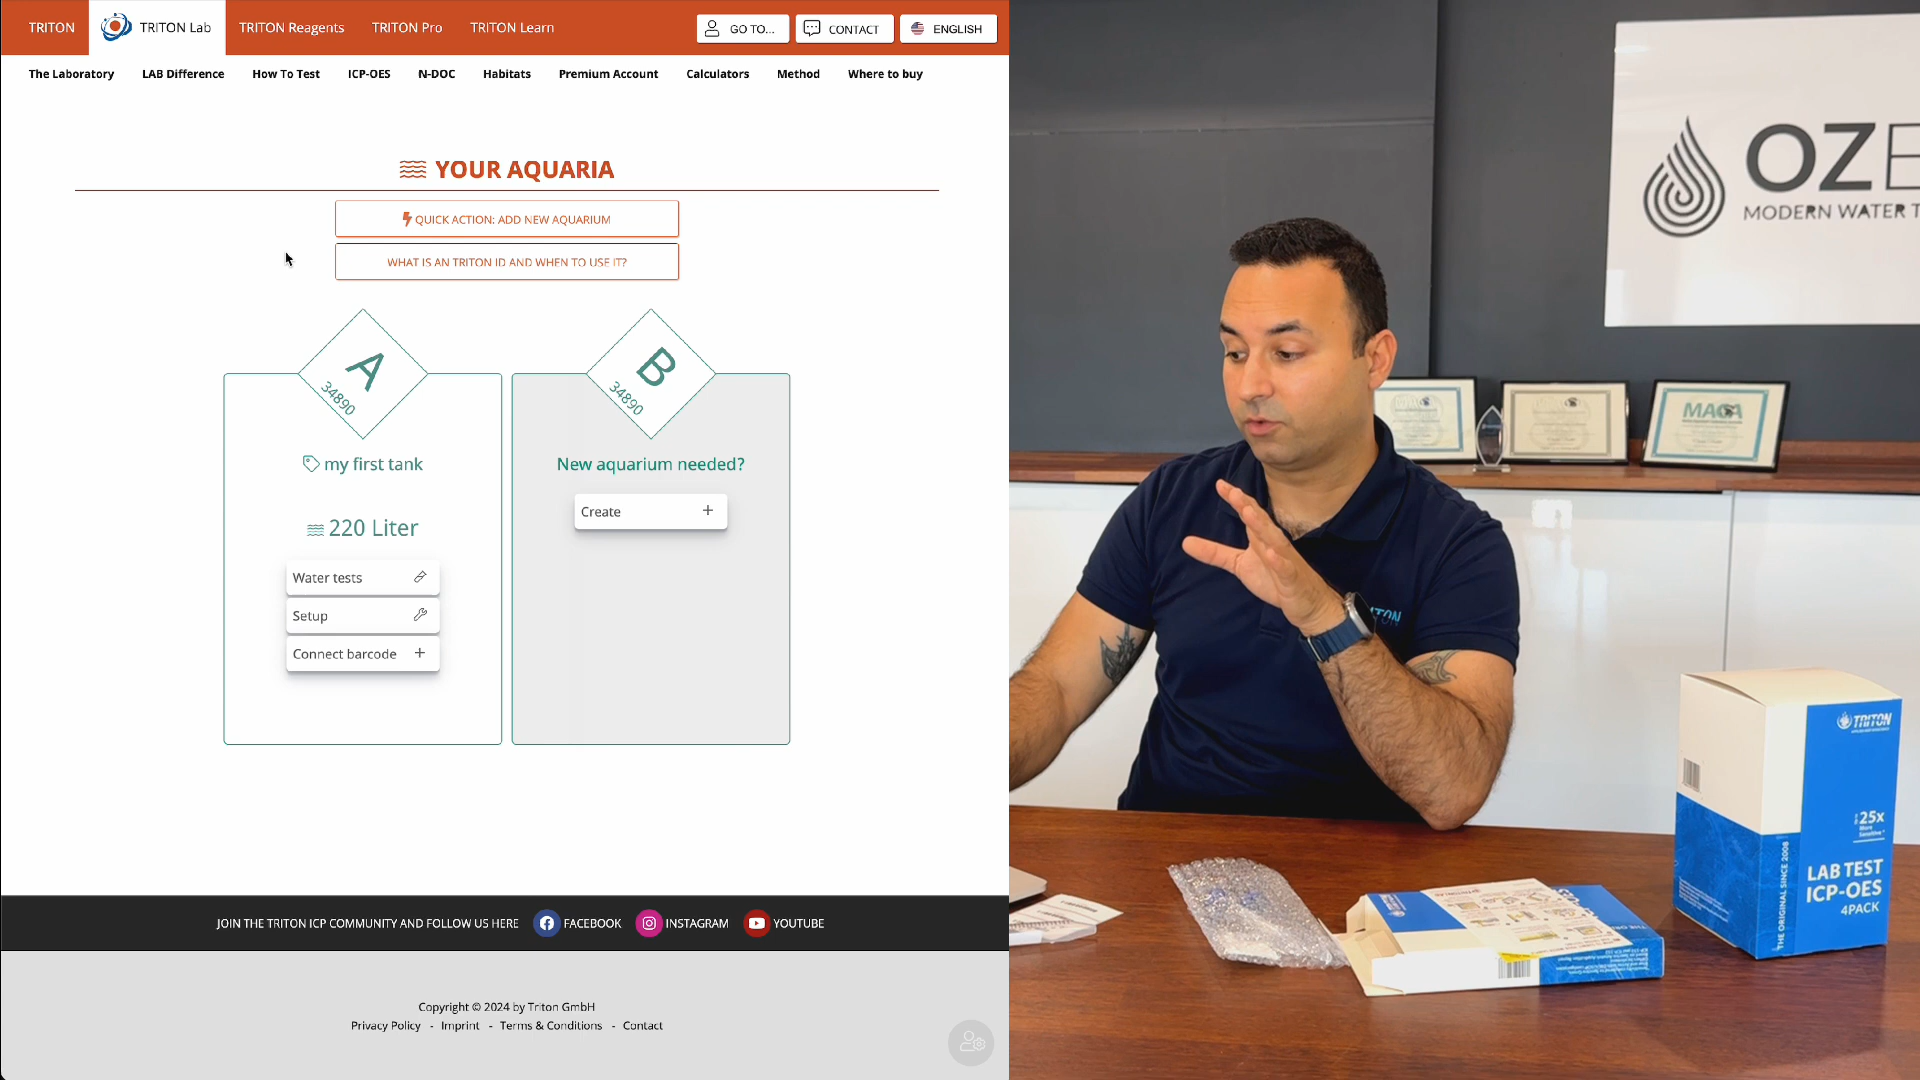 TRITON
TRITON Lab
TRITON Reagents
TRITON Pro
TRITON Learn
GO TO...
CONTACT
ENGLISH
The Laboratory
LAB Difference
How To Test
ICP-OES
N-DOC
Habitats
Premium Account
Calculators
Method
Where to buy
YOUR AQUARIA
QUICK ACTION: ADD NEW AQUARIUM
WHAT IS AN TRITON ID AND WHEN TO USE IT?
A
34890
my first tank
220 Liter
Water tests
Setup
Connect barcode
B
34890
New aquarium needed?
Create
JOIN THE TRITON ICP COMMUNITY AND FOLLOW US HERE
FACEBOOK
INSTAGRAM
YOUTUBE
Copyright © 2024 by Triton GmbH
Privacy Policy - Imprint - Terms & Conditions - Contact
OZ
MODERN WATER T
MACA
TRITON
25x
More
Sensitive*
LAB TEST
ICP-OES
4PACK
THE ORIGINAL SINCE 2008